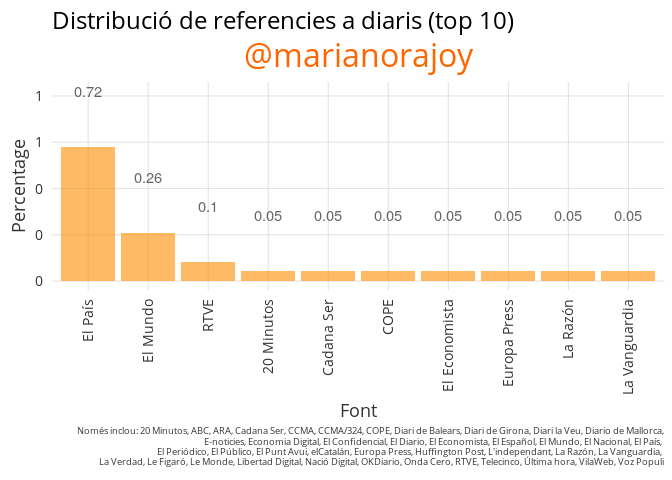 Distribució de referencies a diaris (top 10)
@marianorajoy
Percentage
1
1
0
0
0
0.72
0.26
0.1
0.05
0.05
0.05
0.05
0.05
0.05
0.05
El País
El Mundo
RTVE
20 Minutos
Cadana Ser
COPE
El Economista
Europa Press
La Razón
La Vanguardia
Font
Només inclou: 20 Minutos, ABC, ARA, Cadana Ser, CCMA, CCMA/324, COPE, Diari de Balears, Diari de Girona, Diari la Veu, Diario de Mallorca,
E-noticies, Economia Digital, El Confidencial, El Diario, El Economista, El Español, El Mundo, El Nacional, El País,
El Periódico, El Público, El Punt Avui, elCatalán, Europa Press, Huffington Post, L'independant, La Razón, La Vanguardia,
La Verdad, Le Figaró, Le Monde, Libertad Digital, Nació Digital, OKDiario, Onda Cero, RTVE, Telecinco, Última hora, VilaWeb, Voz Populi